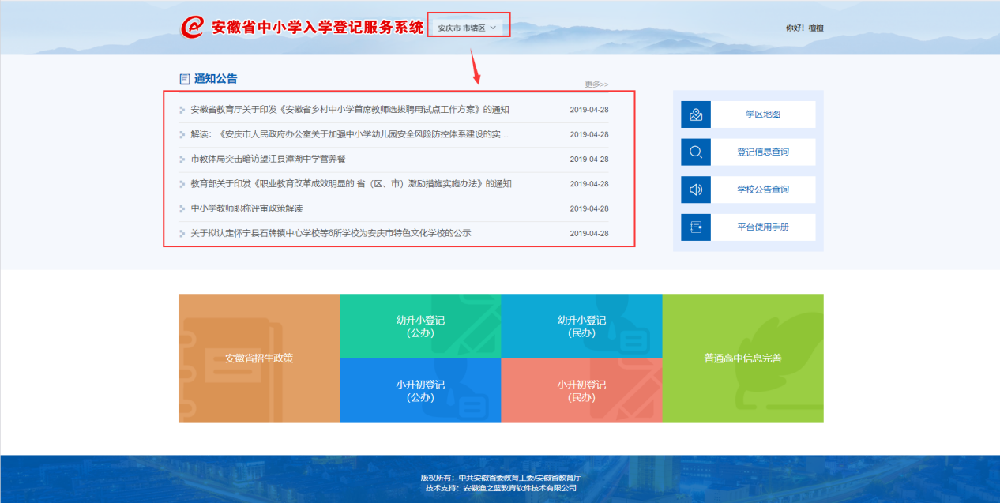 安徽省中小学入学登记服务系统
安庆市 市辖区
你好！檀檀
通知公告
更多>>
安徽省教育厅关于印发《安徽省乡村中小学首席教师选拔聘用试点工作方案》的通知 2019-04-28
解读：《安庆市人民政府办公室关于加强中小学幼儿园安全风险防控体系建设的实... 2019-04-28
市教体局突击暗访望江县漳湖中学营养餐 2019-04-28
教育部关于印发《职业教育改革成效明显的 省（区、市）激励措施实施办法》的通知 2019-04-28
中小学教师职称评审政策解读 2019-04-28
关于拟认定怀宁县石牌镇中心学校等6所学校为安庆市特色文化学校的公示 2019-04-28
学区地图
登记信息查询
学校公告查询
平台使用手册
安徽省招生政策
幼升小登记
(公办)
幼升小登记
(民办)
小升初登记
(公办)
小升初登记
(民办)
普通高中信息完善
版权所有：中共安徽省委教育工委/安徽省教育厅
技术支持：安徽渔之蓝教育软件技术有限公司